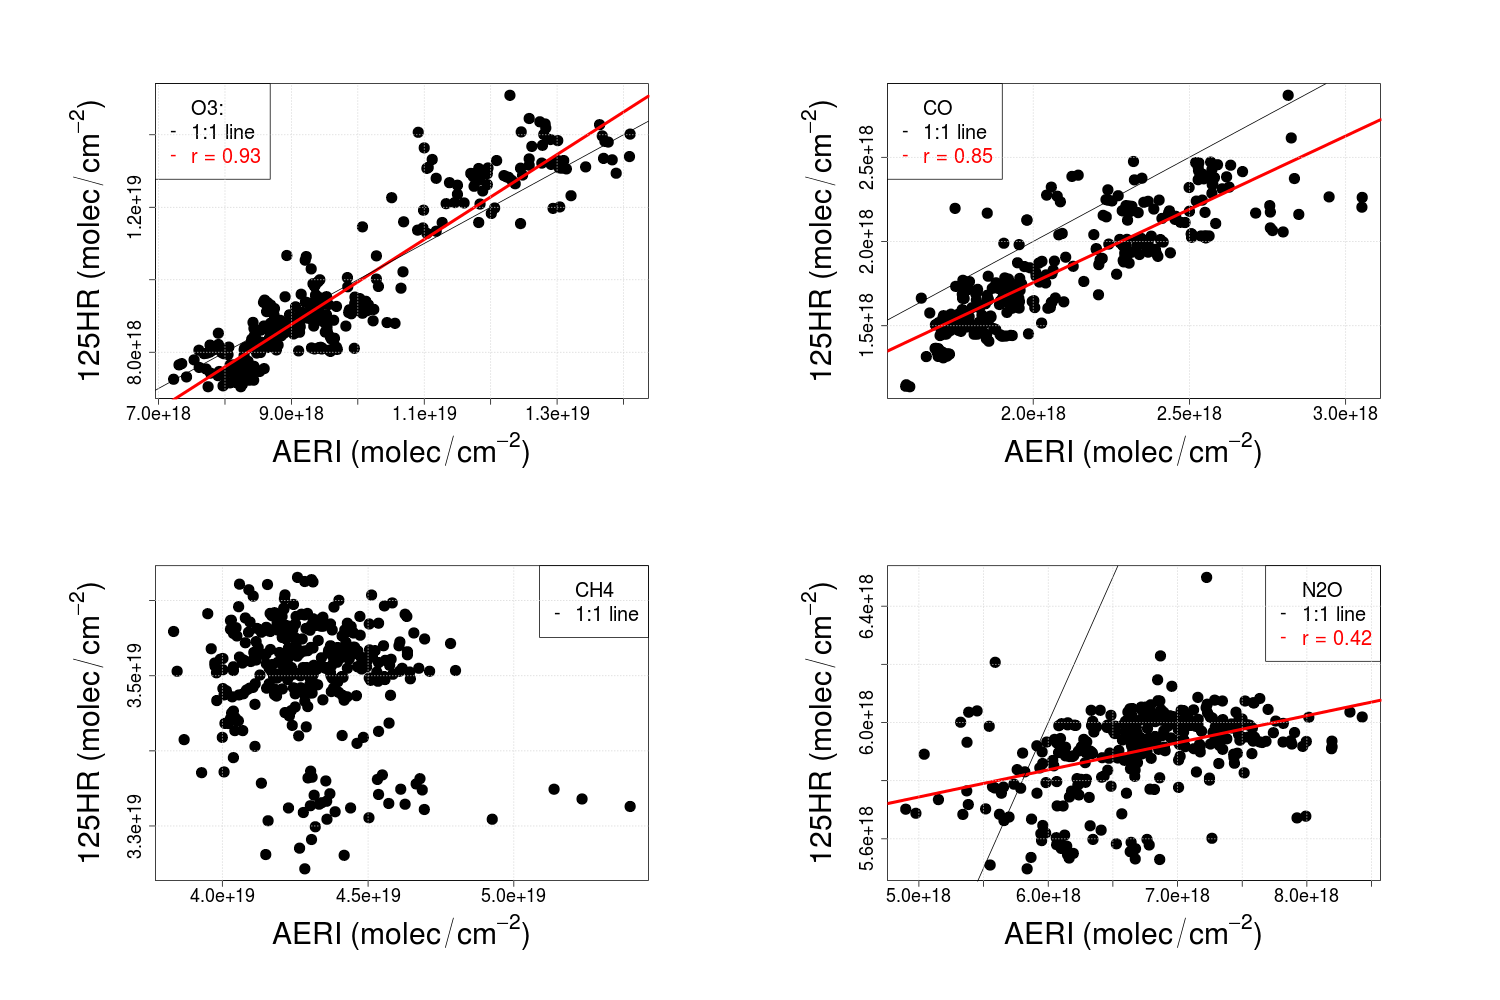 O3:
- 1:1 line
- r = 0.93
125HR (molec/cm−2)
8.0e+18
1.2e+19
7.0e+18
9.0e+18
1.1e+19
1.3e+19
AERI (molec/cm−2)
CO
- 1:1 line
- r = 0.85
125HR (molec/cm−2)
1.5e+18
2.0e+18
2.5e+18
2.0e+18
2.5e+18
3.0e+18
AERI (molec/cm−2)
CH4
- 1:1 line
125HR (molec/cm−2)
3.3e+19
3.5e+19
4.0e+19
4.5e+19
5.0e+19
AERI (molec/cm−2)
N2O
- 1:1 line
- r = 0.42
125HR (molec/cm−2)
5.6e+18
6.0e+18
6.4e+18
5.0e+18
6.0e+18
7.0e+18
8.0e+18
AERI (molec/cm−2)